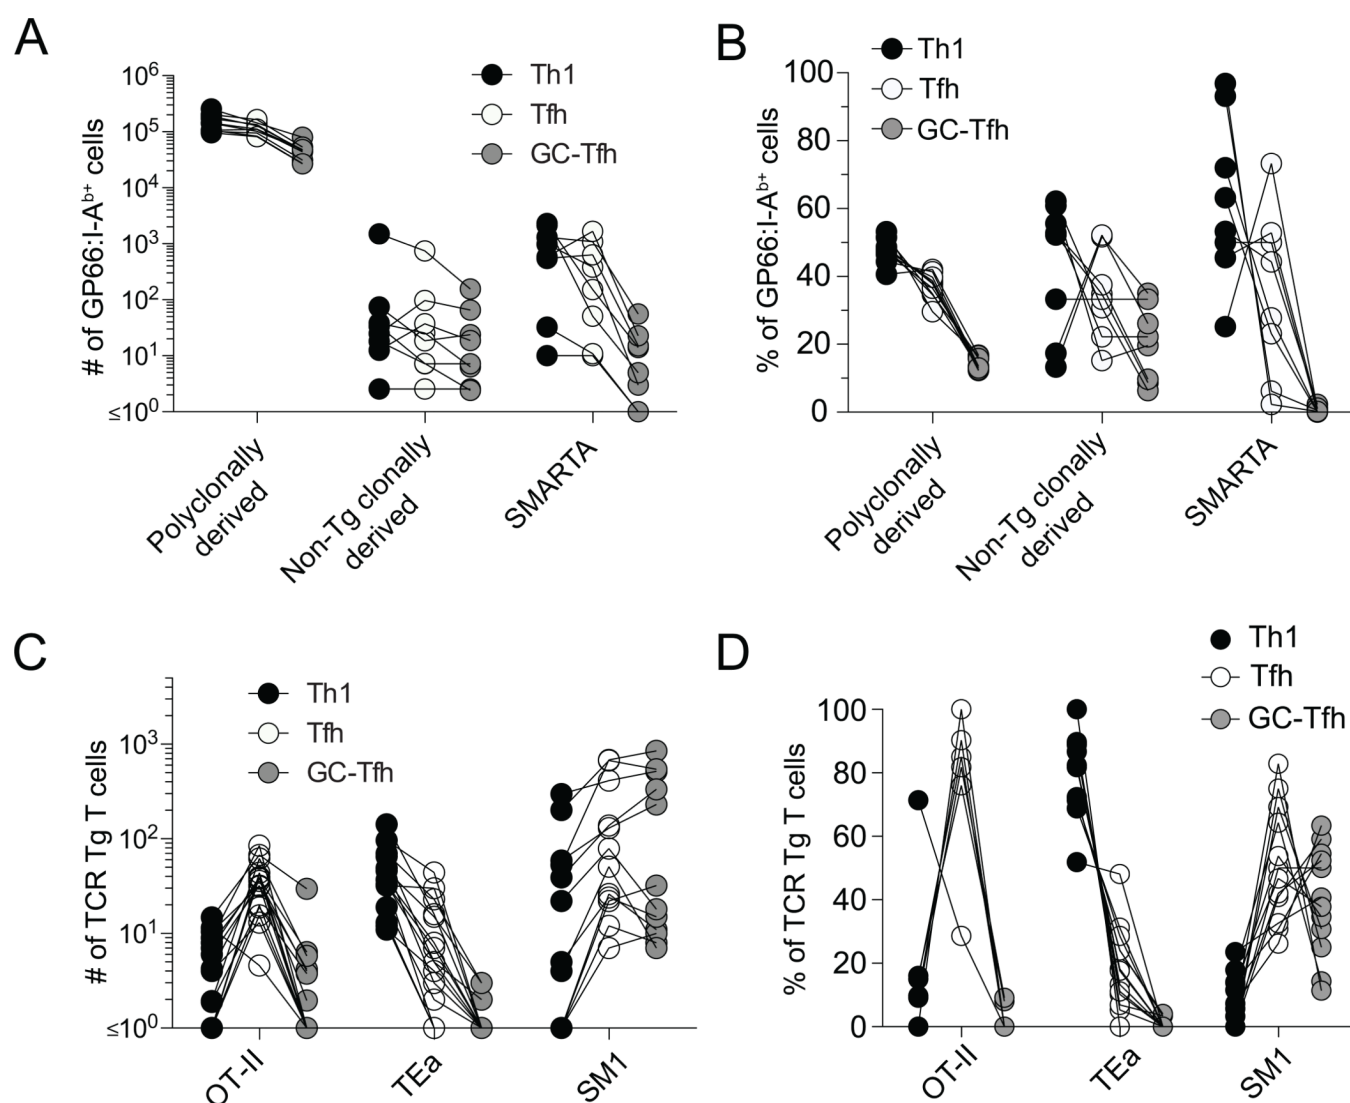 A
# of GP66:I-Aᵇ⁺ cells
10⁶
10⁵
10⁴
10³
10²
10¹
≤10⁰
Th1
Tfh
GC-Tfh
Polyclonally
derived
Non-Tg clonally
derived
SMARTA
B
% of GP66:I-Aᵇ⁺ cells
100
80
60
40
20
0
Th1
Tfh
GC-Tfh
Polyclonally
derived
Non-Tg clonally
derived
SMARTA
C
# of TCR Tg T cells
10³
10²
10¹
≤10⁰
Th1
Tfh
GC-Tfh
OT-II
TEa
SM1
D
% of TCR Tg T cells
100
80
60
40
20
0
Th1
Tfh
GC-Tfh
OT-II
TEa
SM1